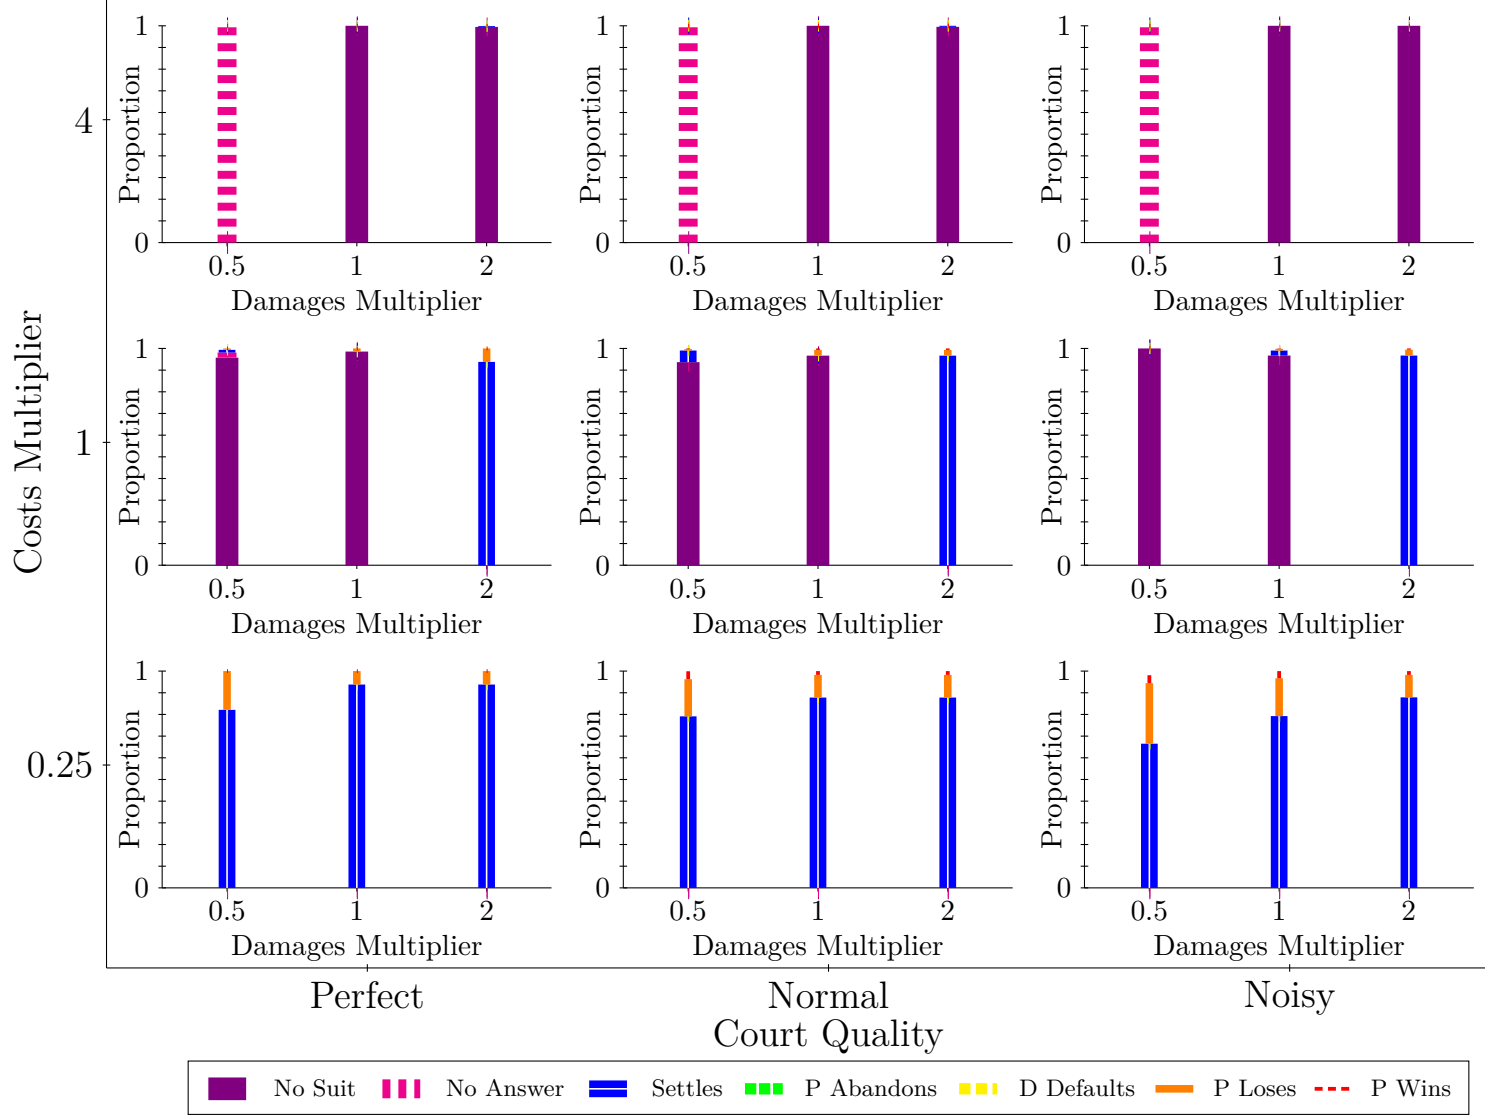 Costs Multiplier
4
1
0.25
Proportion
1
0
0.5 1 2
Damages Multiplier
Proportion
1
0
0.5 1 2
Damages Multiplier
Proportion
1
0
0.5 1 2
Damages Multiplier
Proportion
1
0
0.5 1 2
Damages Multiplier
Proportion
1
0
0.5 1 2
Damages Multiplier
Proportion
1
0
0.5 1 2
Damages Multiplier
Proportion
1
0
0.5 1 2
Damages Multiplier
Proportion
1
0
0.5 1 2
Damages Multiplier
Proportion
1
0
0.5 1 2
Damages Multiplier
Perfect Normal Noisy
Court Quality
No Suit No Answer Settles P Abandons D Defaults P Loses P Wins